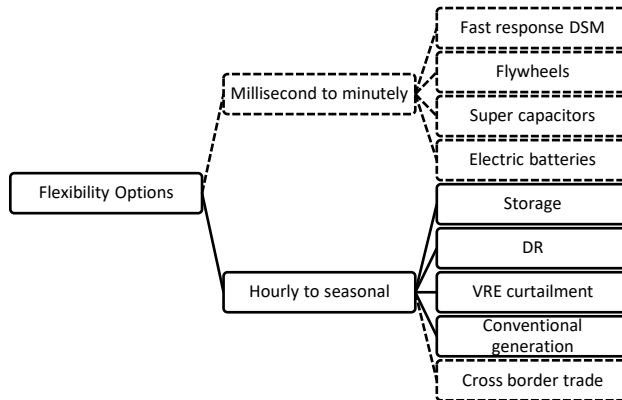 Fast response DSM
Flywheels
Millisecond to minutely
Super capacitors
Electric batteries
Flexibility Options
Storage
DR
Hourly to seasonal
VRE curtailment
Conventional
generation
Cross border trade